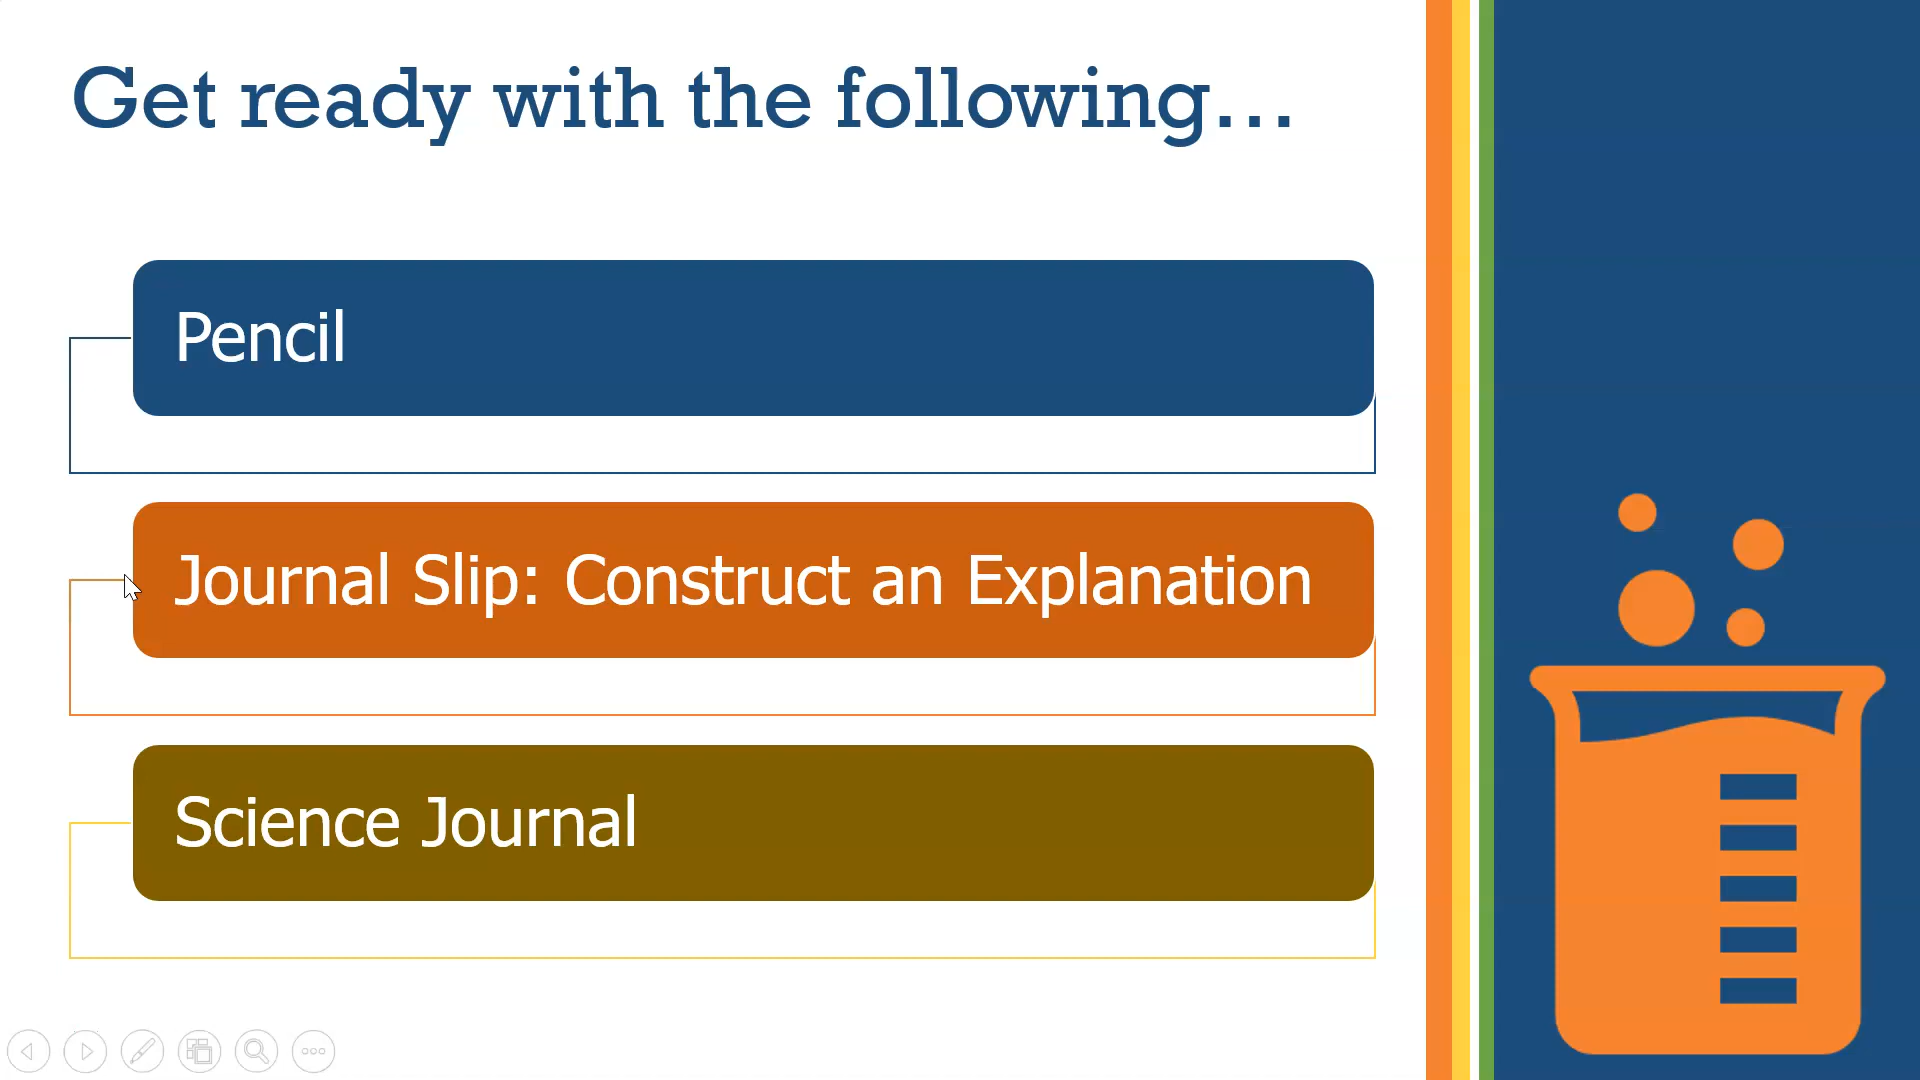 Get ready with the following...
Pencil
Journal Slip: Construct an Explanation
Science Journal